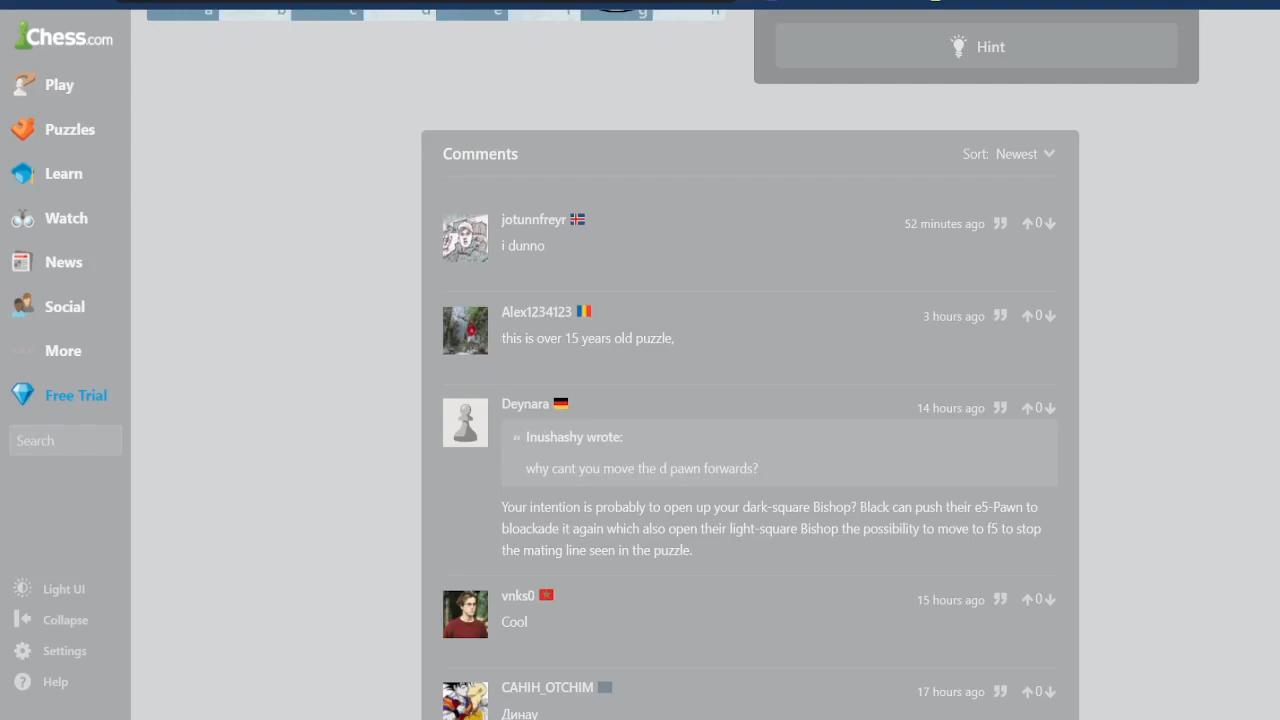 a b c d e f g h
Chess.com
Hint
Play
Puzzles
Learn
Watch
News
Social
More
Free Trial
Search
Light UI
Collapse
Settings
Help
Comments
Sort: Newest
jotunnfreyr
52 minutes ago
0
i dunno
Alex1234123
3 hours ago
0
this is over 15 years old puzzle,
Deynara
14 hours ago
0
Inushashy wrote:
why cant you move the d pawn forwards?
Your intention is probably to open up your dark-square Bishop? Black can push their e5-Pawn to
bloackade it again which also open their light-square Bishop the possibility to move to f5 to stop
the mating line seen in the puzzle.
vnks0
15 hours ago
0
Cool
CAHIH_OTCHIM
17 hours ago
0
Динау